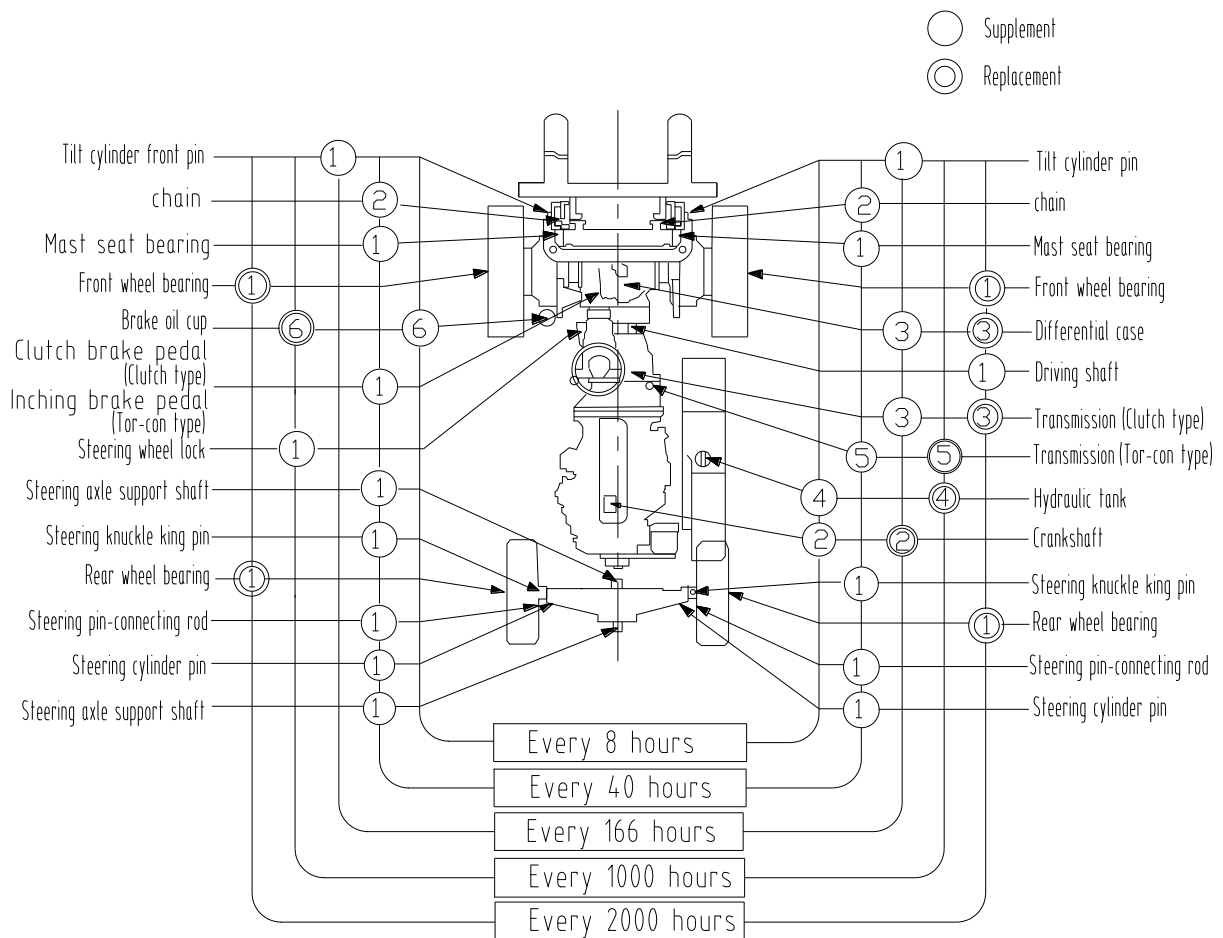 Supplement
Replacement
Tilt cylinder front pin 1
chain 2
Mast seat bearing 1
Front wheel bearing 1
Brake oil cup 6 6
Clutch brake pedal
(Clutch type)
1
Inching brake pedal
(Tor-con type)
Steering wheel lock 1
Steering axle support shaft 1
Steering knuckle king pin 1
Rear wheel bearing 1
Steering pin-connecting rod 1
Steering cylinder pin 1
Steering axle support shaft 1
1 Tilt cylinder pin
2 chain
1 Mast seat bearing
1 Front wheel bearing
3 3 Differential case
1 Driving shaft
3 3 Transmission (Clutch type)
5 5 Transmission (Tor-con type)
4 4 Hydraulic tank
2 2 Crankshaft
1 Steering knuckle king pin
1 Rear wheel bearing
1 Steering pin-connecting rod
1 Steering cylinder pin
Every 8 hours
Every 40 hours
Every 166 hours
Every 1000 hours
Every 2000 hours